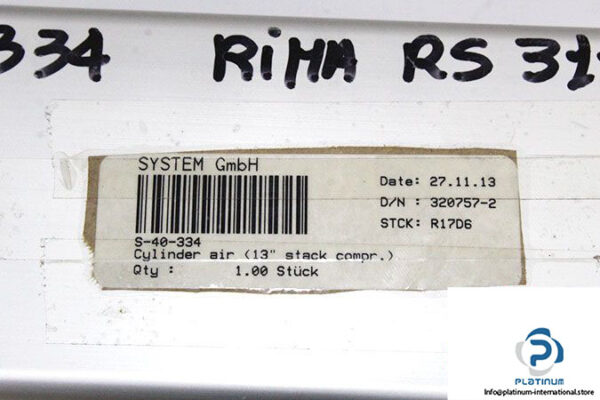 334 RiMA RS 31
SYSTEM GmbH
Date: 27.11.13
D/N : 320757-2
STCK: R17D6
S-40-334
Cylinder air (13" stack compr.)
Qty : 1.00 Stück
PLATINUM
Info@platinum-international.store